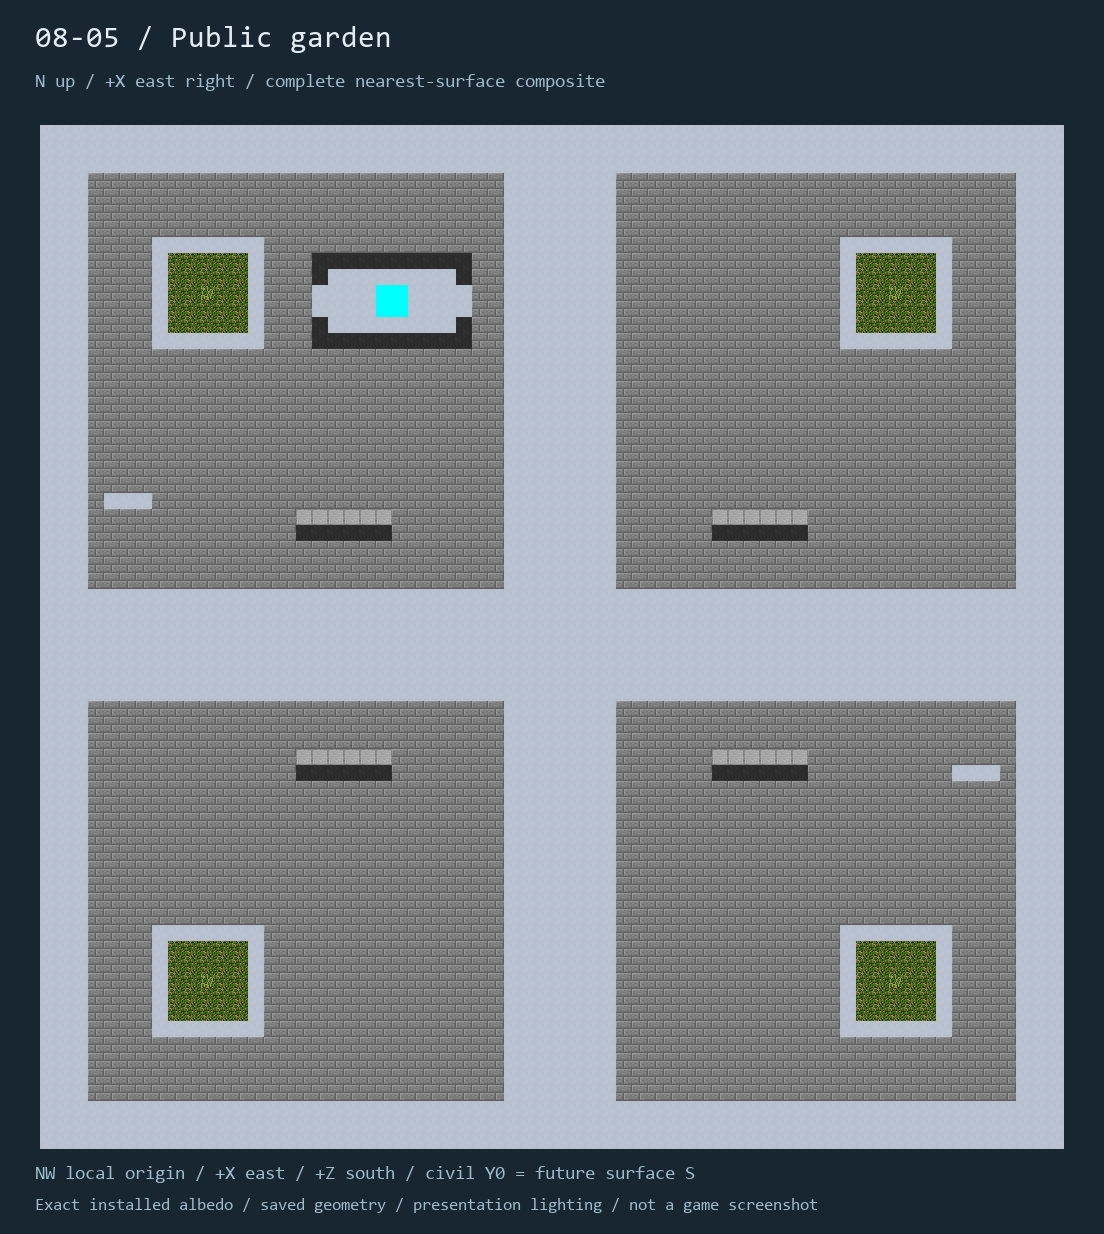 08-05 / Public garden
N up / +X east right / complete nearest-surface composite
NW local origin / +X east / +Z south / civil Y0 = future surface S
Exact installed albedo / saved geometry / presentation lighting / not a game screenshot